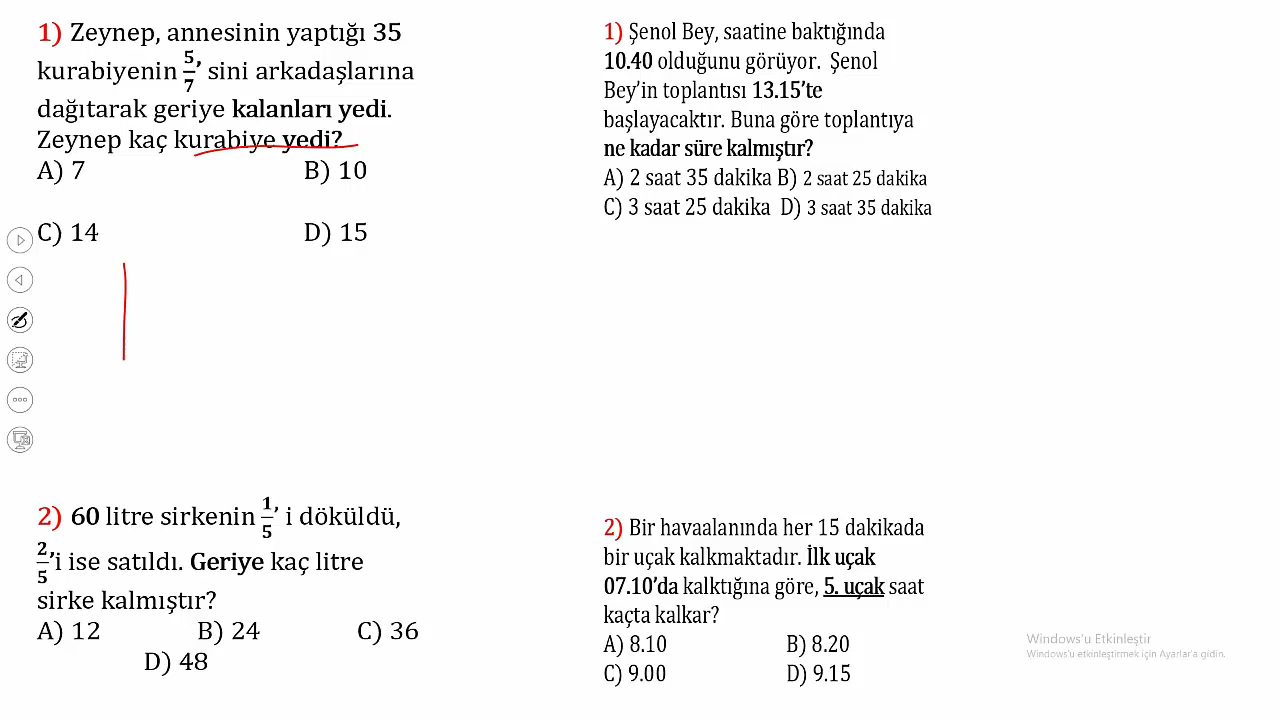 1) Zeynep, annesinin yaptığı 35
kurabiyenin 5/7’ sini arkadaşlarına
dağıtarak geriye kalanları yedi.
Zeynep kaç kurabiye yedi?
A) 7 B) 10
C) 14 D) 15
2) 60 litre sirkenin 1/5’ i döküldü,
2/5’i ise satıldı. Geriye kaç litre
sirke kalmıştır?
A) 12 B) 24 C) 36
D) 48
1) Şenol Bey, saatine baktığında
10.40 olduğunu görüyor. Şenol
Bey’in toplantısı 13.15’te
başlayacaktır. Buna göre toplantıya
ne kadar süre kalmıştır?
A) 2 saat 35 dakika B) 2 saat 25 dakika
C) 3 saat 25 dakika D) 3 saat 35 dakika
2) Bir havaalanında her 15 dakikada
bir uçak kalkmaktadır. İlk uçak
07.10’da kalktığına göre, 5. uçak saat
kaçta kalkar?
A) 8.10 B) 8.20
C) 9.00 D) 9.15
Windows'u Etkinleştir
Windows'u etkinleştirmek için Ayarlar'a gidin.